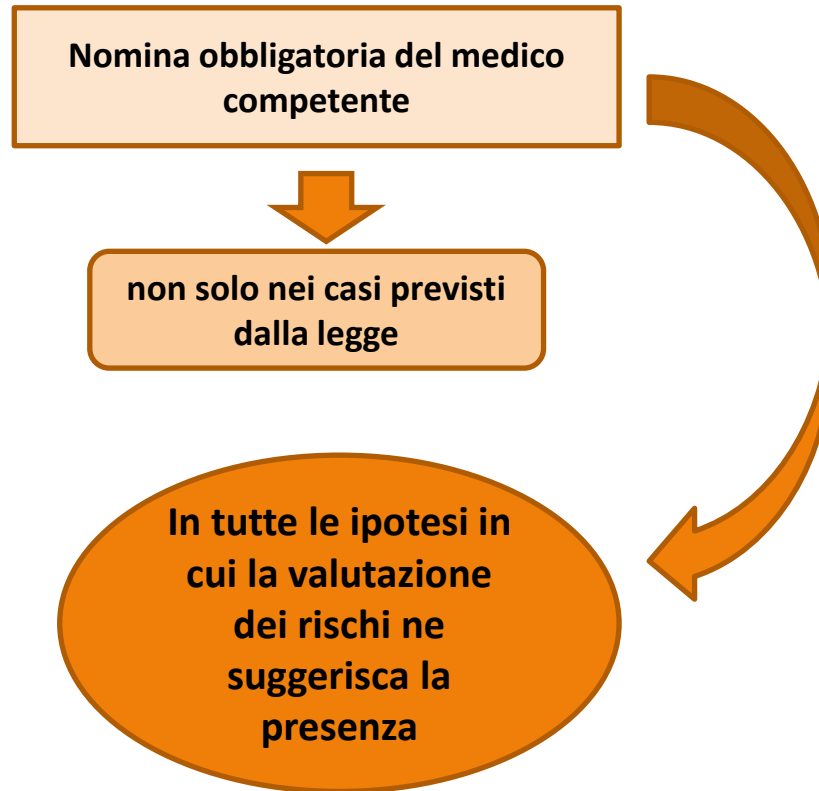 Nomina obbligatoria del medico
competente
non solo nei casi previsti
dalla legge
In tutte le ipotesi in
cui la valutazione
dei rischi ne
suggerisca la
presenza